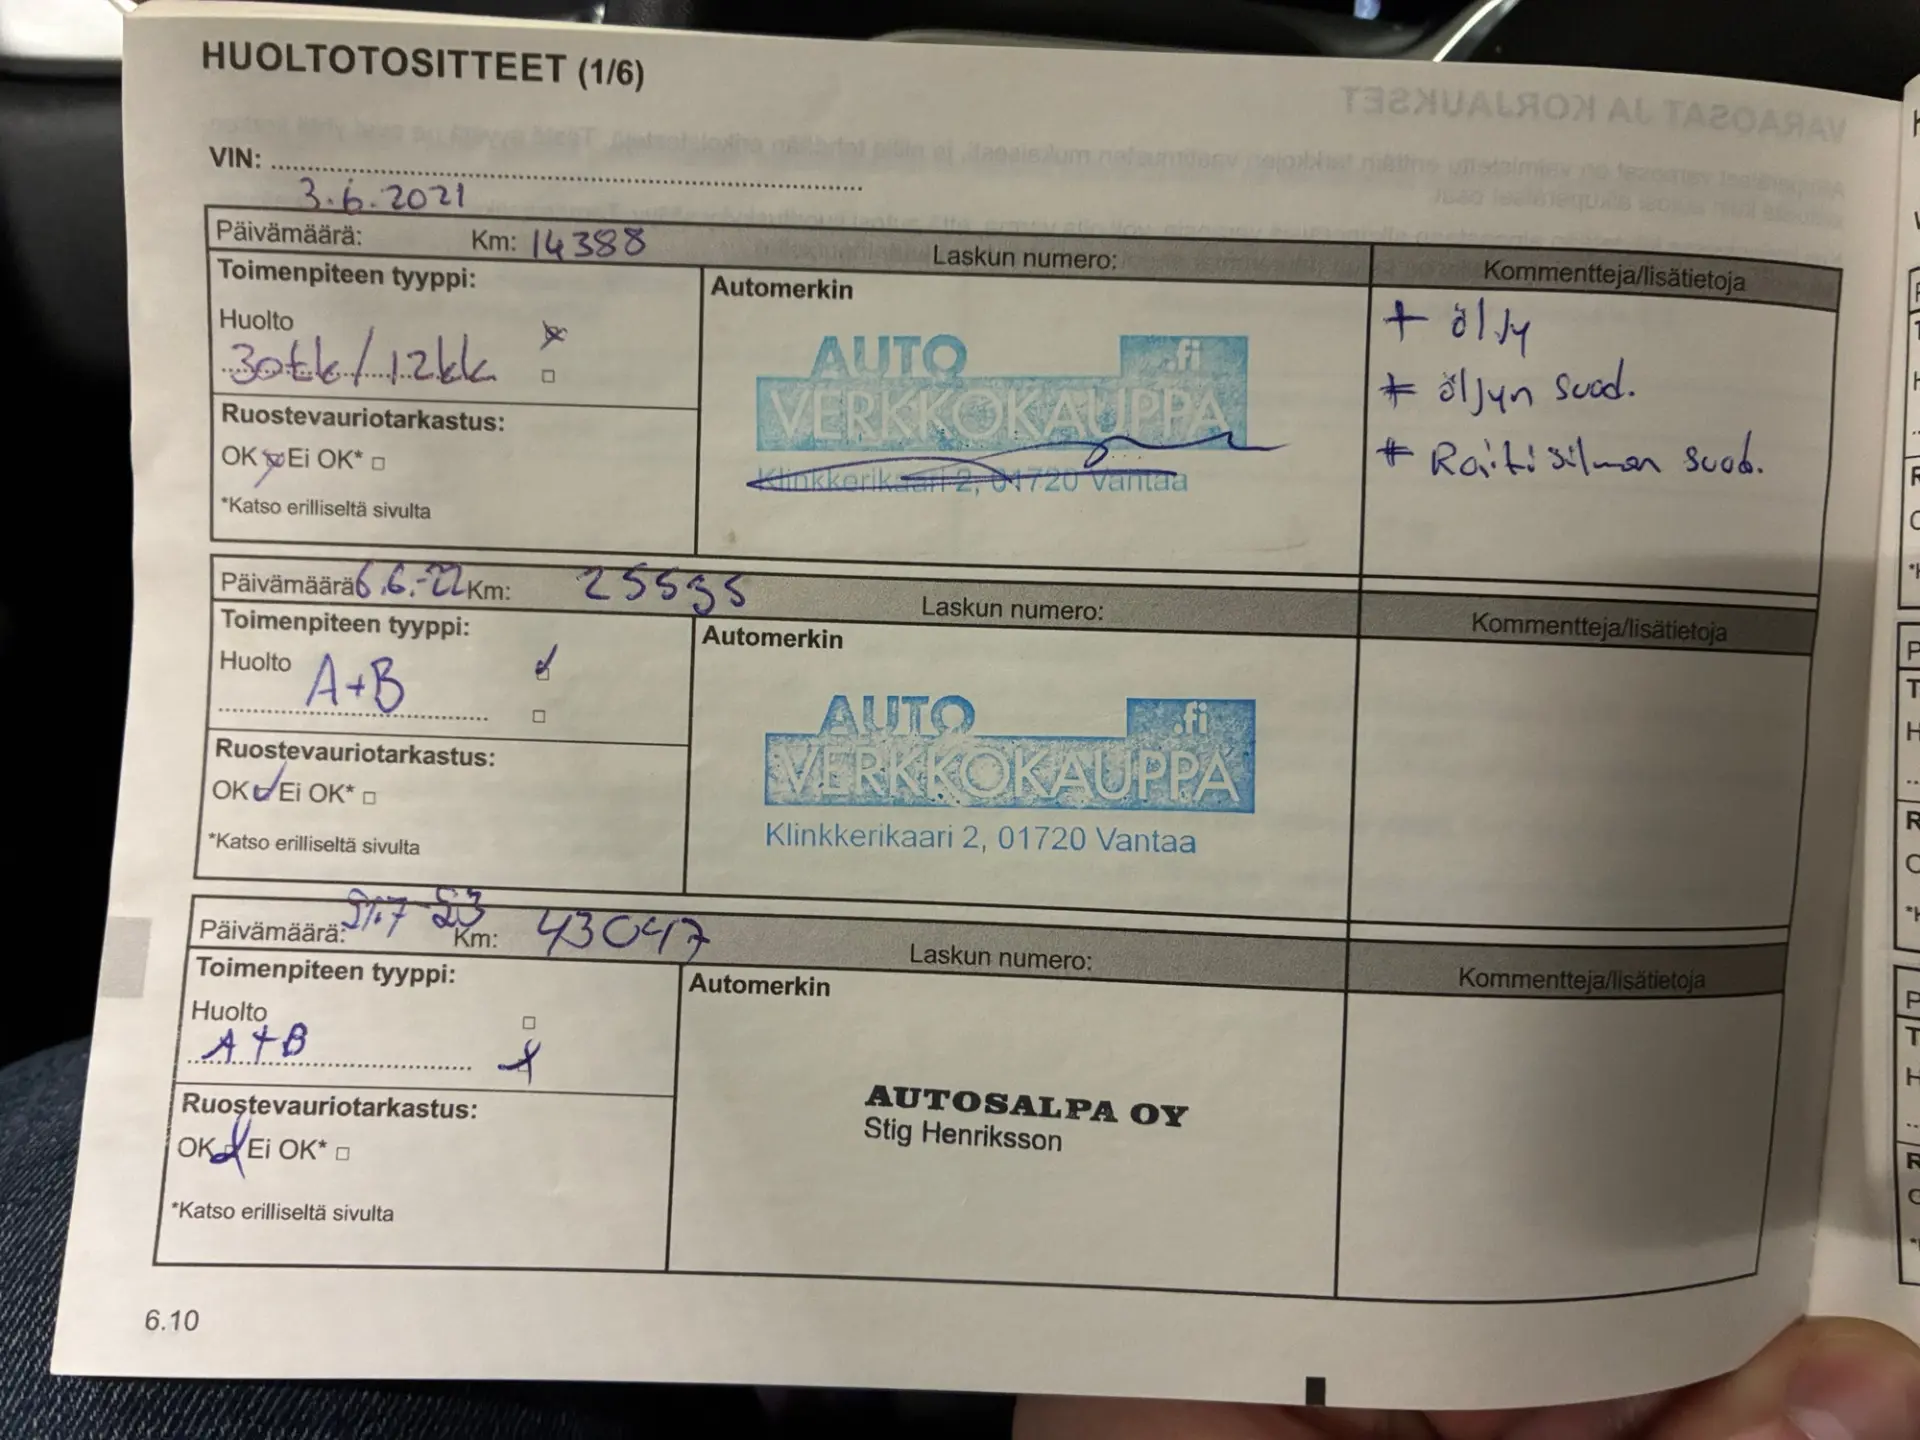 HUOLTOTOSITTEET (1/6)
VARAOSAT JA KORJAUKSET
VIN:
3.6.2021
Päivämäärä: Km: 14388 Laskun numero: Kommentteja/lisätietoja
Toimenpiteen tyyppi:
Huolto
30tk/12kk
Ruostevauriotarkastus:
OK Ei OK*
*Katso erilliseltä sivulta
Automerkin
AUTO .fi
VERKKOKAUPPA
Klinkkerikaari 2, 01720 Vantaa
+ öljy
+ öljyn suod.
+ Raitisilman suod.
Päivämäärä 6.6.-22 Km: 25535 Laskun numero: Kommentteja/lisätietoja
Toimenpiteen tyyppi:
Huolto A+B
Ruostevauriotarkastus:
OK Ei OK*
*Katso erilliseltä sivulta
Automerkin
AUTO .fi
VERKKOKAUPPA
Klinkkerikaari 2, 01720 Vantaa
Päivämäärä: Km: 43047 Laskun numero: Kommentteja/lisätietoja
Toimenpiteen tyyppi:
Huolto
A+B
Ruostevauriotarkastus:
OK Ei OK*
*Katso erilliseltä sivulta
Automerkin
AUTOSALPA OY
Stig Henriksson
6.10